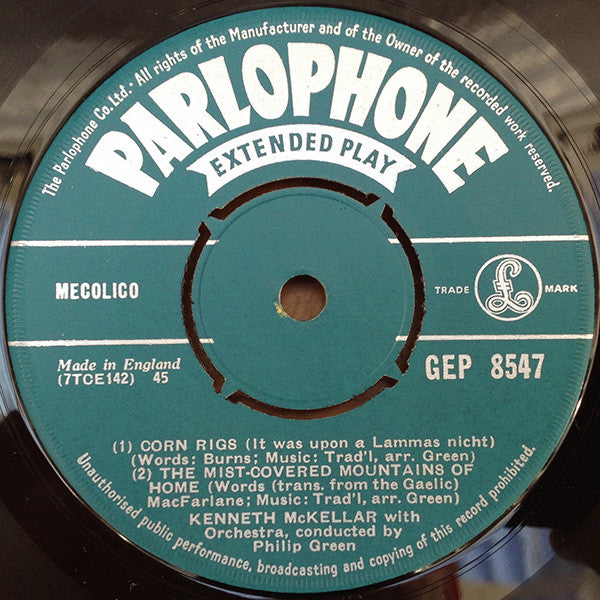 The Parlophone Co. Ltd. · All rights of the Manufacturer and of the Owner of the recorded work reserved.
PARLOPHONE
EXTENDED PLAY
MECOLICO
TRADE £ MARK
Made in England
(7TCE142) 45
GEP 8547
(1) CORN RIGS (It was upon a Lammas nicht)
(Words: Burns; Music: Trad'l, arr. Green)
(2) THE MIST-COVERED MOUNTAINS OF
HOME (Words (trans. from the Gaelic)
MacFarlane; Music: Trad'l, arr. Green)
KENNETH McKELLAR with
Orchestra, conducted by
Philip Green
Unauthorised public performance, broadcasting and copying of this record prohibited.